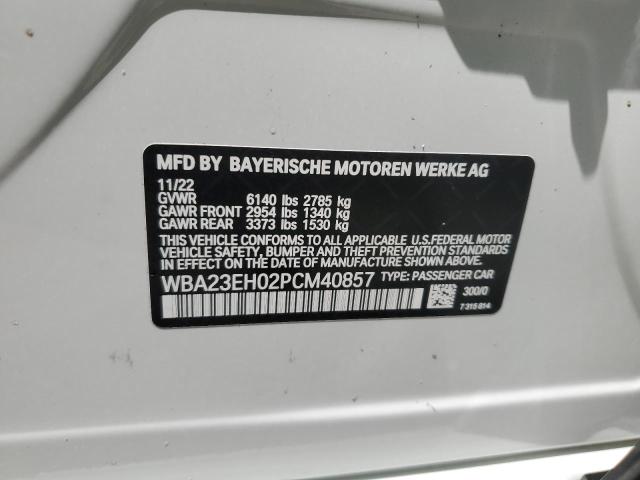 MFD BY BAYERISCHE MOTOREN WERKE AG
11/22
GVWR 6140 lbs 2785 kg
GAWR FRONT 2954 lbs 1340 kg
GAWR REAR 3373 lbs 1530 kg
THIS VEHICLE CONFORMS TO ALL APPLICABLE U.S.FEDERAL MOTOR
VEHICLE SAFETY, BUMPER AND THEFT PREVENTION STANDARDS
IN EFFECT ON THE DATE OF MANUFACTURE SHOWN ABOVE.
WBA23EH02PCM40857 TYPE: PASSENGER CAR
300/0
7 315 814